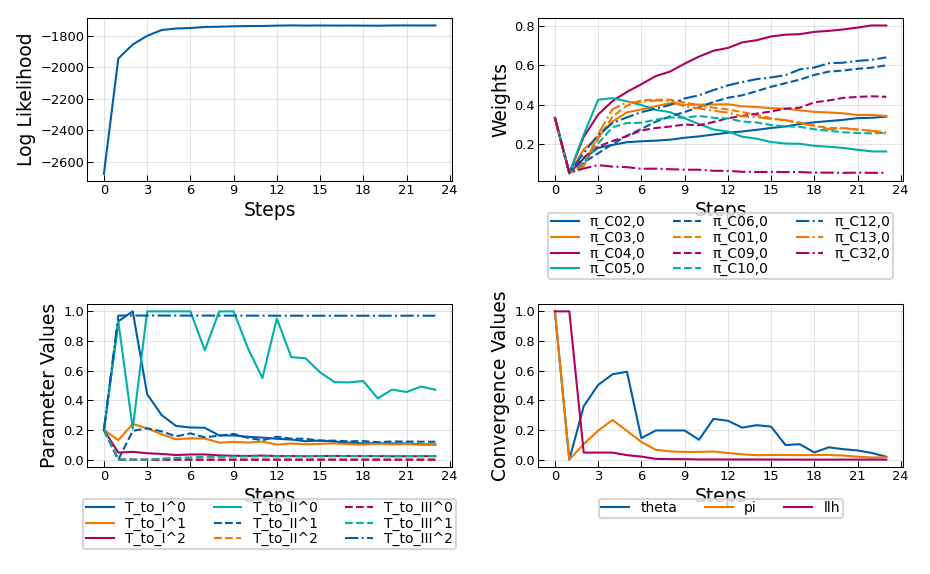 Log Likelihood
−1800
−2000
−2200
−2400
−2600
0 3 6 9 12 15 18 21 24
Steps
Weights
0.8
0.6
0.4
0.2
0 3 6 9 12 15 18 21 24
Steps
π_C02,0 π_C06,0 π_C12,0
π_C03,0 π_C01,0 π_C13,0
π_C04,0 π_C09,0 π_C32,0
π_C05,0 π_C10,0
Parameter Values
1.0
0.8
0.6
0.4
0.2
0.0
0 3 6 9 12 15 18 21 24
Steps
T_to_I^0 T_to_II^0 T_to_III^0
T_to_I^1 T_to_II^1 T_to_III^1
T_to_I^2 T_to_II^2 T_to_III^2
Convergence Values
1.0
0.8
0.6
0.4
0.2
0.0
0 3 6 9 12 15 18 21 24
Steps
theta pi llh